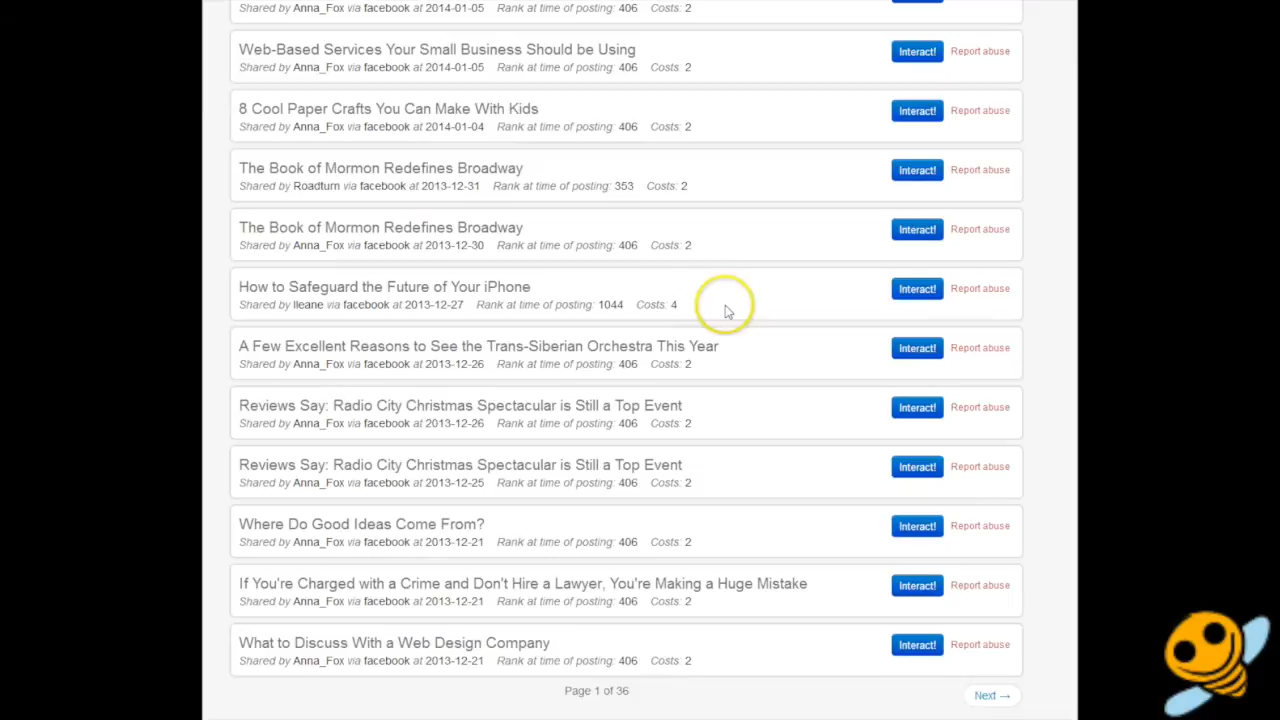 Shared by Anna_Fox via facebook at 2014-01-05 Rank at time of posting: 406 Costs: 2
Web-Based Services Your Small Business Should be Using
Interact! Report abuse
Shared by Anna_Fox via facebook at 2014-01-05 Rank at time of posting: 406 Costs: 2
8 Cool Paper Crafts You Can Make With Kids
Interact! Report abuse
Shared by Anna_Fox via facebook at 2014-01-04 Rank at time of posting: 406 Costs: 2
The Book of Mormon Redefines Broadway
Interact! Report abuse
Shared by Roadturn via facebook at 2013-12-31 Rank at time of posting: 353 Costs: 2
The Book of Mormon Redefines Broadway
Interact! Report abuse
Shared by Anna_Fox via facebook at 2013-12-30 Rank at time of posting: 406 Costs: 2
How to Safeguard the Future of Your iPhone
Interact! Report abuse
Shared by Ileane via facebook at 2013-12-27 Rank at time of posting: 1044 Costs: 4
A Few Excellent Reasons to See the Trans-Siberian Orchestra This Year
Interact! Report abuse
Shared by Anna_Fox via facebook at 2013-12-26 Rank at time of posting: 406 Costs: 2
Reviews Say: Radio City Christmas Spectacular is Still a Top Event
Interact! Report abuse
Shared by Anna_Fox via facebook at 2013-12-26 Rank at time of posting: 406 Costs: 2
Reviews Say: Radio City Christmas Spectacular is Still a Top Event
Interact! Report abuse
Shared by Anna_Fox via facebook at 2013-12-25 Rank at time of posting: 406 Costs: 2
Where Do Good Ideas Come From?
Interact! Report abuse
Shared by Anna_Fox via facebook at 2013-12-21 Rank at time of posting: 406 Costs: 2
If You're Charged with a Crime and Don't Hire a Lawyer, You're Making a Huge Mistake
Interact! Report abuse
Shared by Anna_Fox via facebook at 2013-12-21 Rank at time of posting: 406 Costs: 2
What to Discuss With a Web Design Company
Interact! Report abuse
Shared by Anna_Fox via facebook at 2013-12-21 Rank at time of posting: 406 Costs: 2
Page 1 of 36
Next →